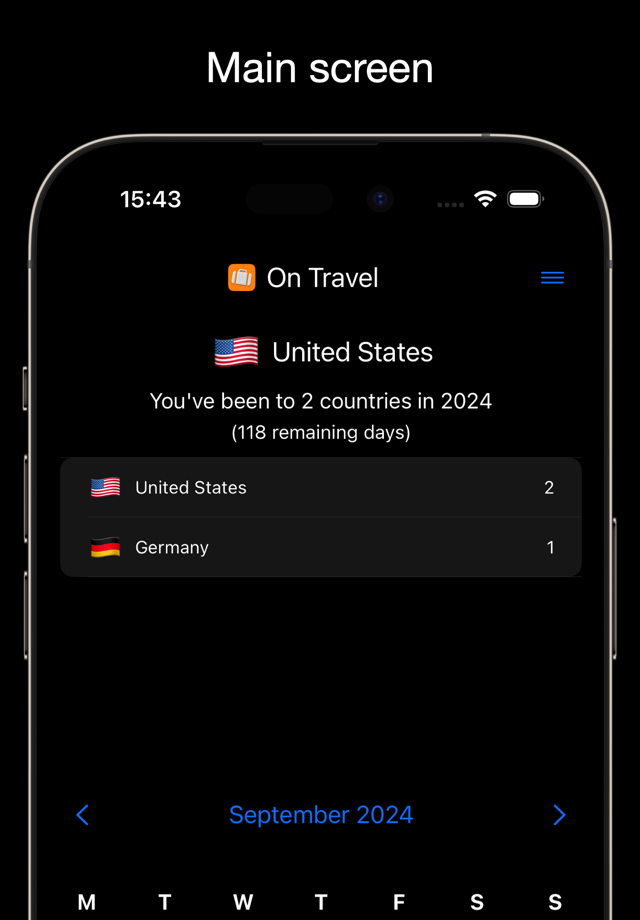 Main screen
15:43
On Travel
United States
You've been to 2 countries in 2024
(118 remaining days)
United States 2
Germany 1
September 2024
M T W T F S S